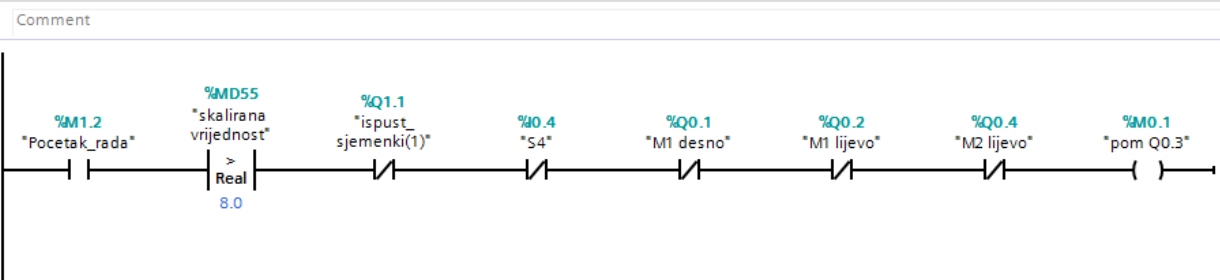 Comment
%M1.2
"Pocetak_rada"
%MD55
"skalirana
vrijednost"
>
Real
8.0
%Q1.1
"ispust_
sjemenki(1)"
%I0.4
"S4"
%Q0.1
"M1 desno"
%Q0.2
"M1 lijevo"
%Q0.4
"M2 lijevo"
%M0.1
"pom Q0.3"